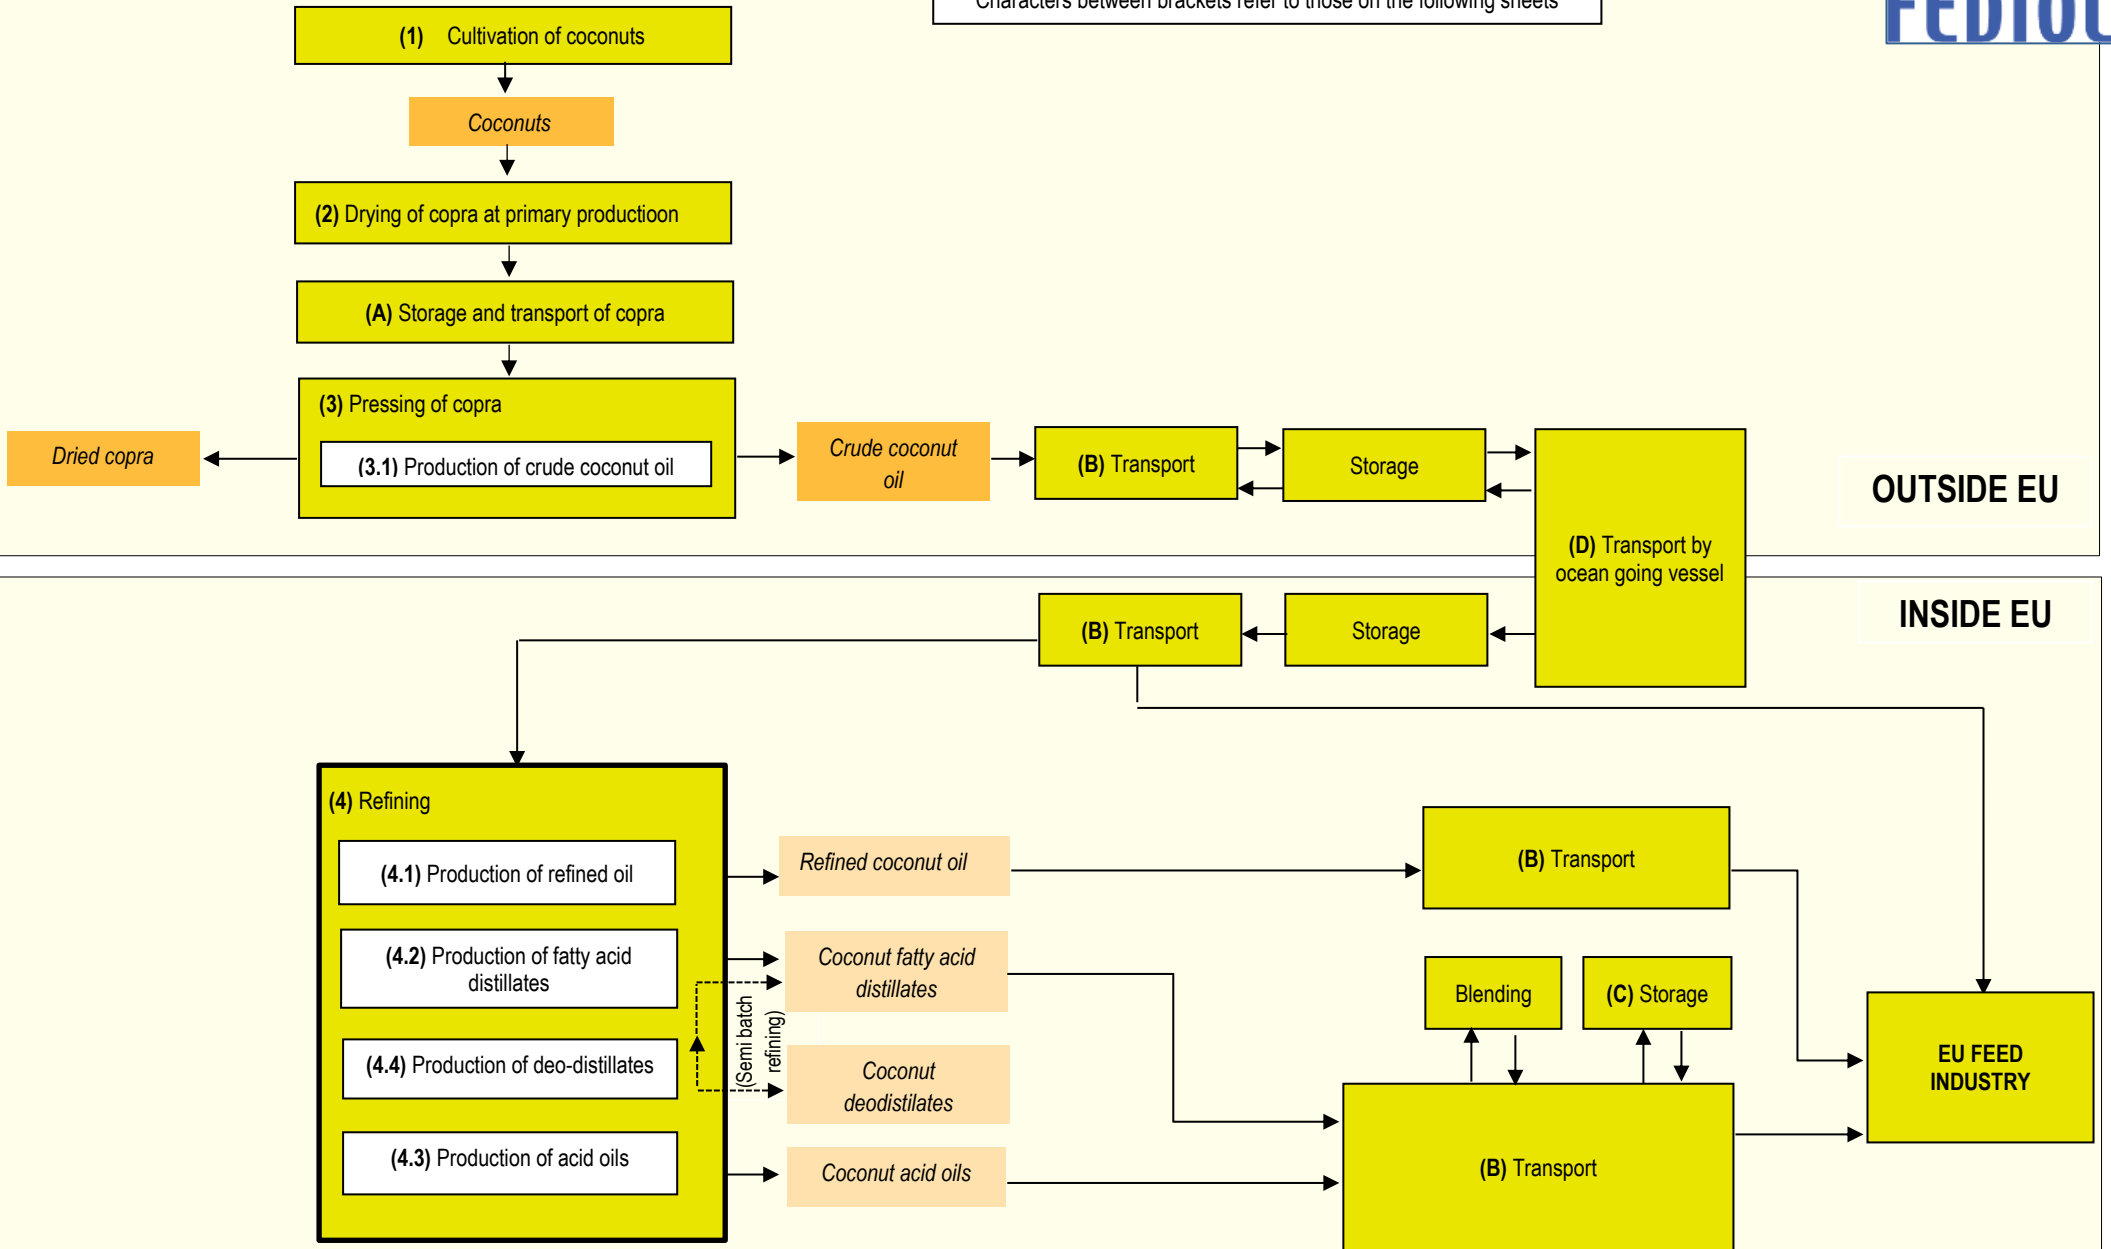 Characters between brackets refer to those on the following sheets
FEDIOL
(1) Cultivation of coconuts
Coconuts
(2) Drying of copra at primary productioon
(A) Storage and transport of copra
(3) Pressing of copra
(3.1) Production of crude coconut oil
Dried copra
Crude coconut
oil
(B) Transport
Storage
(D) Transport by
ocean going vessel
OUTSIDE EU
INSIDE EU
(B) Transport
Storage
(4) Refining
(4.1) Production of refined oil
(4.2) Production of fatty acid
distillates
(4.4) Production of deo-distillates
(4.3) Production of acid oils
(Semi batch
refining)
Refined coconut oil
Coconut fatty acid
distillates
Coconut
deodistilates
Coconut acid oils
(B) Transport
Blending
(C) Storage
(B) Transport
EU FEED
INDUSTRY